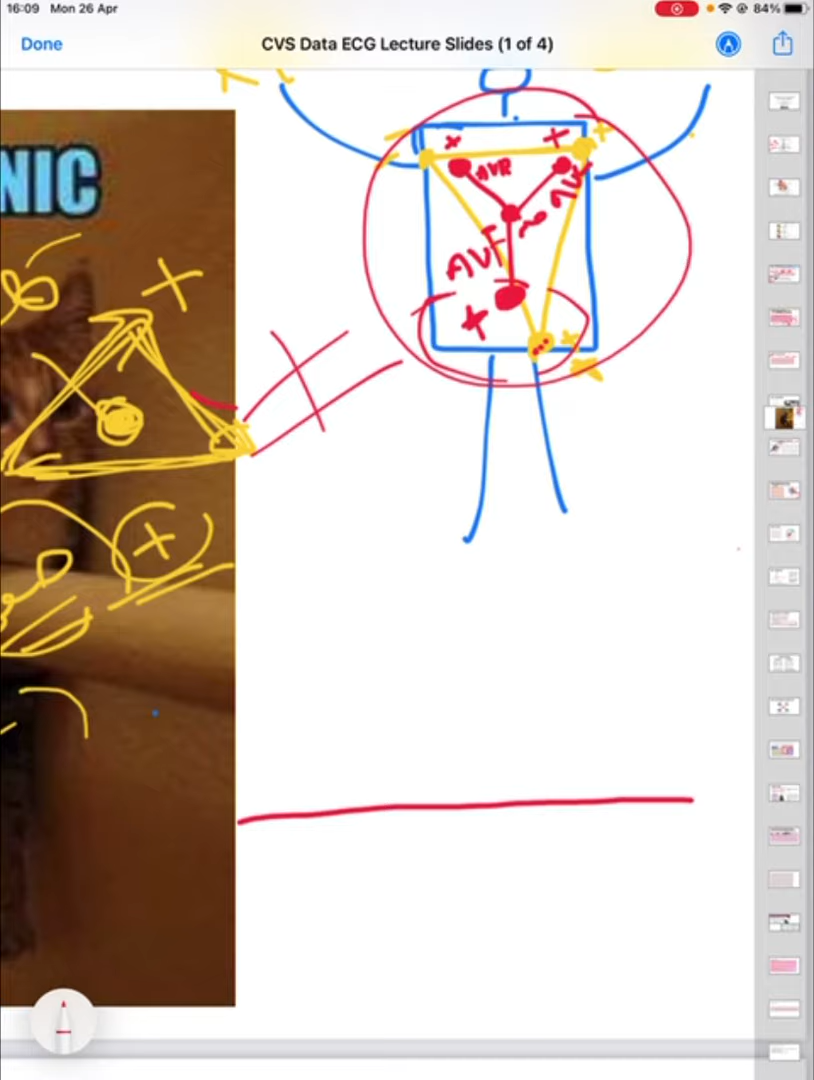 16:09 Mon 26 Apr
84%
Done
CVS Data ECG Lecture Slides (1 of 4)
NIC
+ + +
AVR
AVL
AVF
+ +
+
+